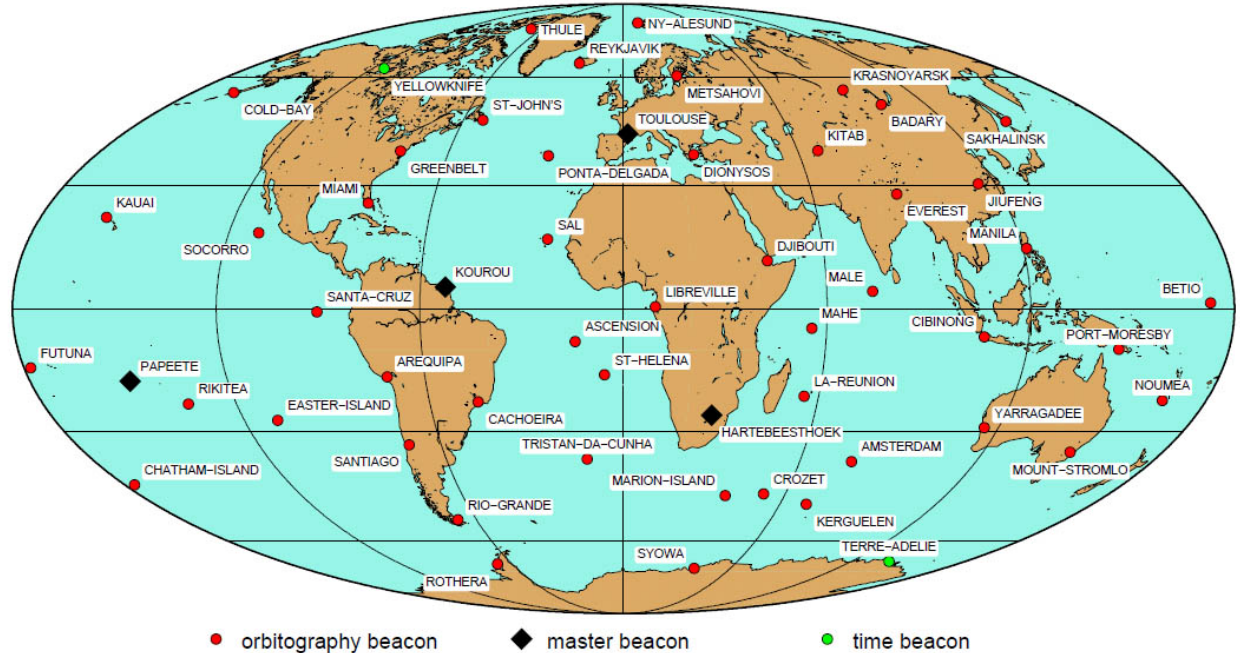 NY-ALESUND
THULE
REYKJAVIK
KRASNOYARSK
YELLOWKNIFE
METSAHOVI
COLD-BAY
ST-JOHN'S
BADARY
TOULOUSE
KITAB
SAKHALINSK
GREENBELT
PONTA-DELGADA
DIONYSOS
MIAMI
KAUAI
JIUFENG
EVEREST
SAL
MANILA
SOCORRO
DJIBOUTI
KOUROU
MALE
BETIO
LIBREVILLE
SANTA-CRUZ
MAHE
CIBINONG
ASCENSION
PORT-MORESBY
FUTUNA
ST-HELENA
AREQUIPA
PAPEETE
LA-REUNION
NOUMEA
RIKITEA
EASTER-ISLAND
CACHOEIRA
YARRAGADEE
HARTEBEESTHOEK
TRISTAN-DA-CUNHA
AMSTERDAM
SANTIAGO
MOUNT-STROMLO
CHATHAM-ISLAND
MARION-ISLAND
CROZET
RIO-GRANDE
KERGUELEN
TERRE-ADELIE
SYOWA
ROTHERA
orbitography beacon
master beacon
time beacon